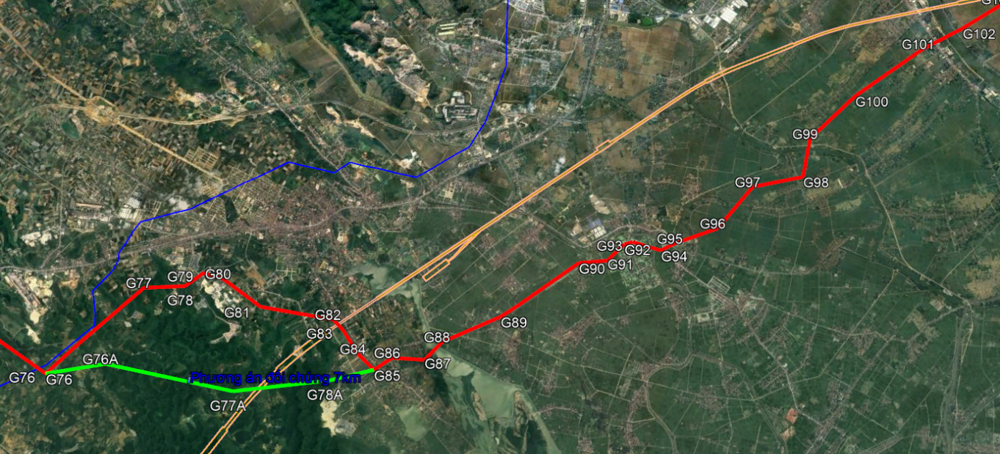 G102
G101
G100
G99
G98
G97
G96
G95
G93
G92
G94
G91
G90
G79
G80
G77
G78
G81
G82
G89
G83
G88
G84
G86
G76A
G87
G76
G76
G85
Phương án đối chứng 7km
G78A
G77A